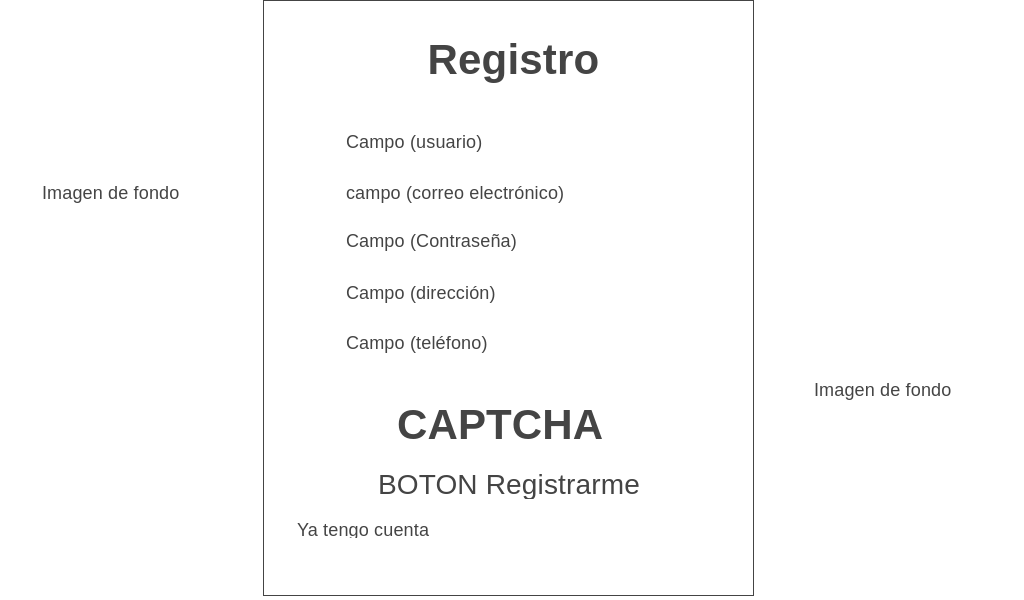 Registro
Campo (usuario)
Imagen de fondo
campo (correo electrónico)
Campo (Contraseña)
Campo (dirección)
Campo (teléfono)
Imagen de fondo
CAPTCHA
BOTON Registrarme
Ya tengo cuenta